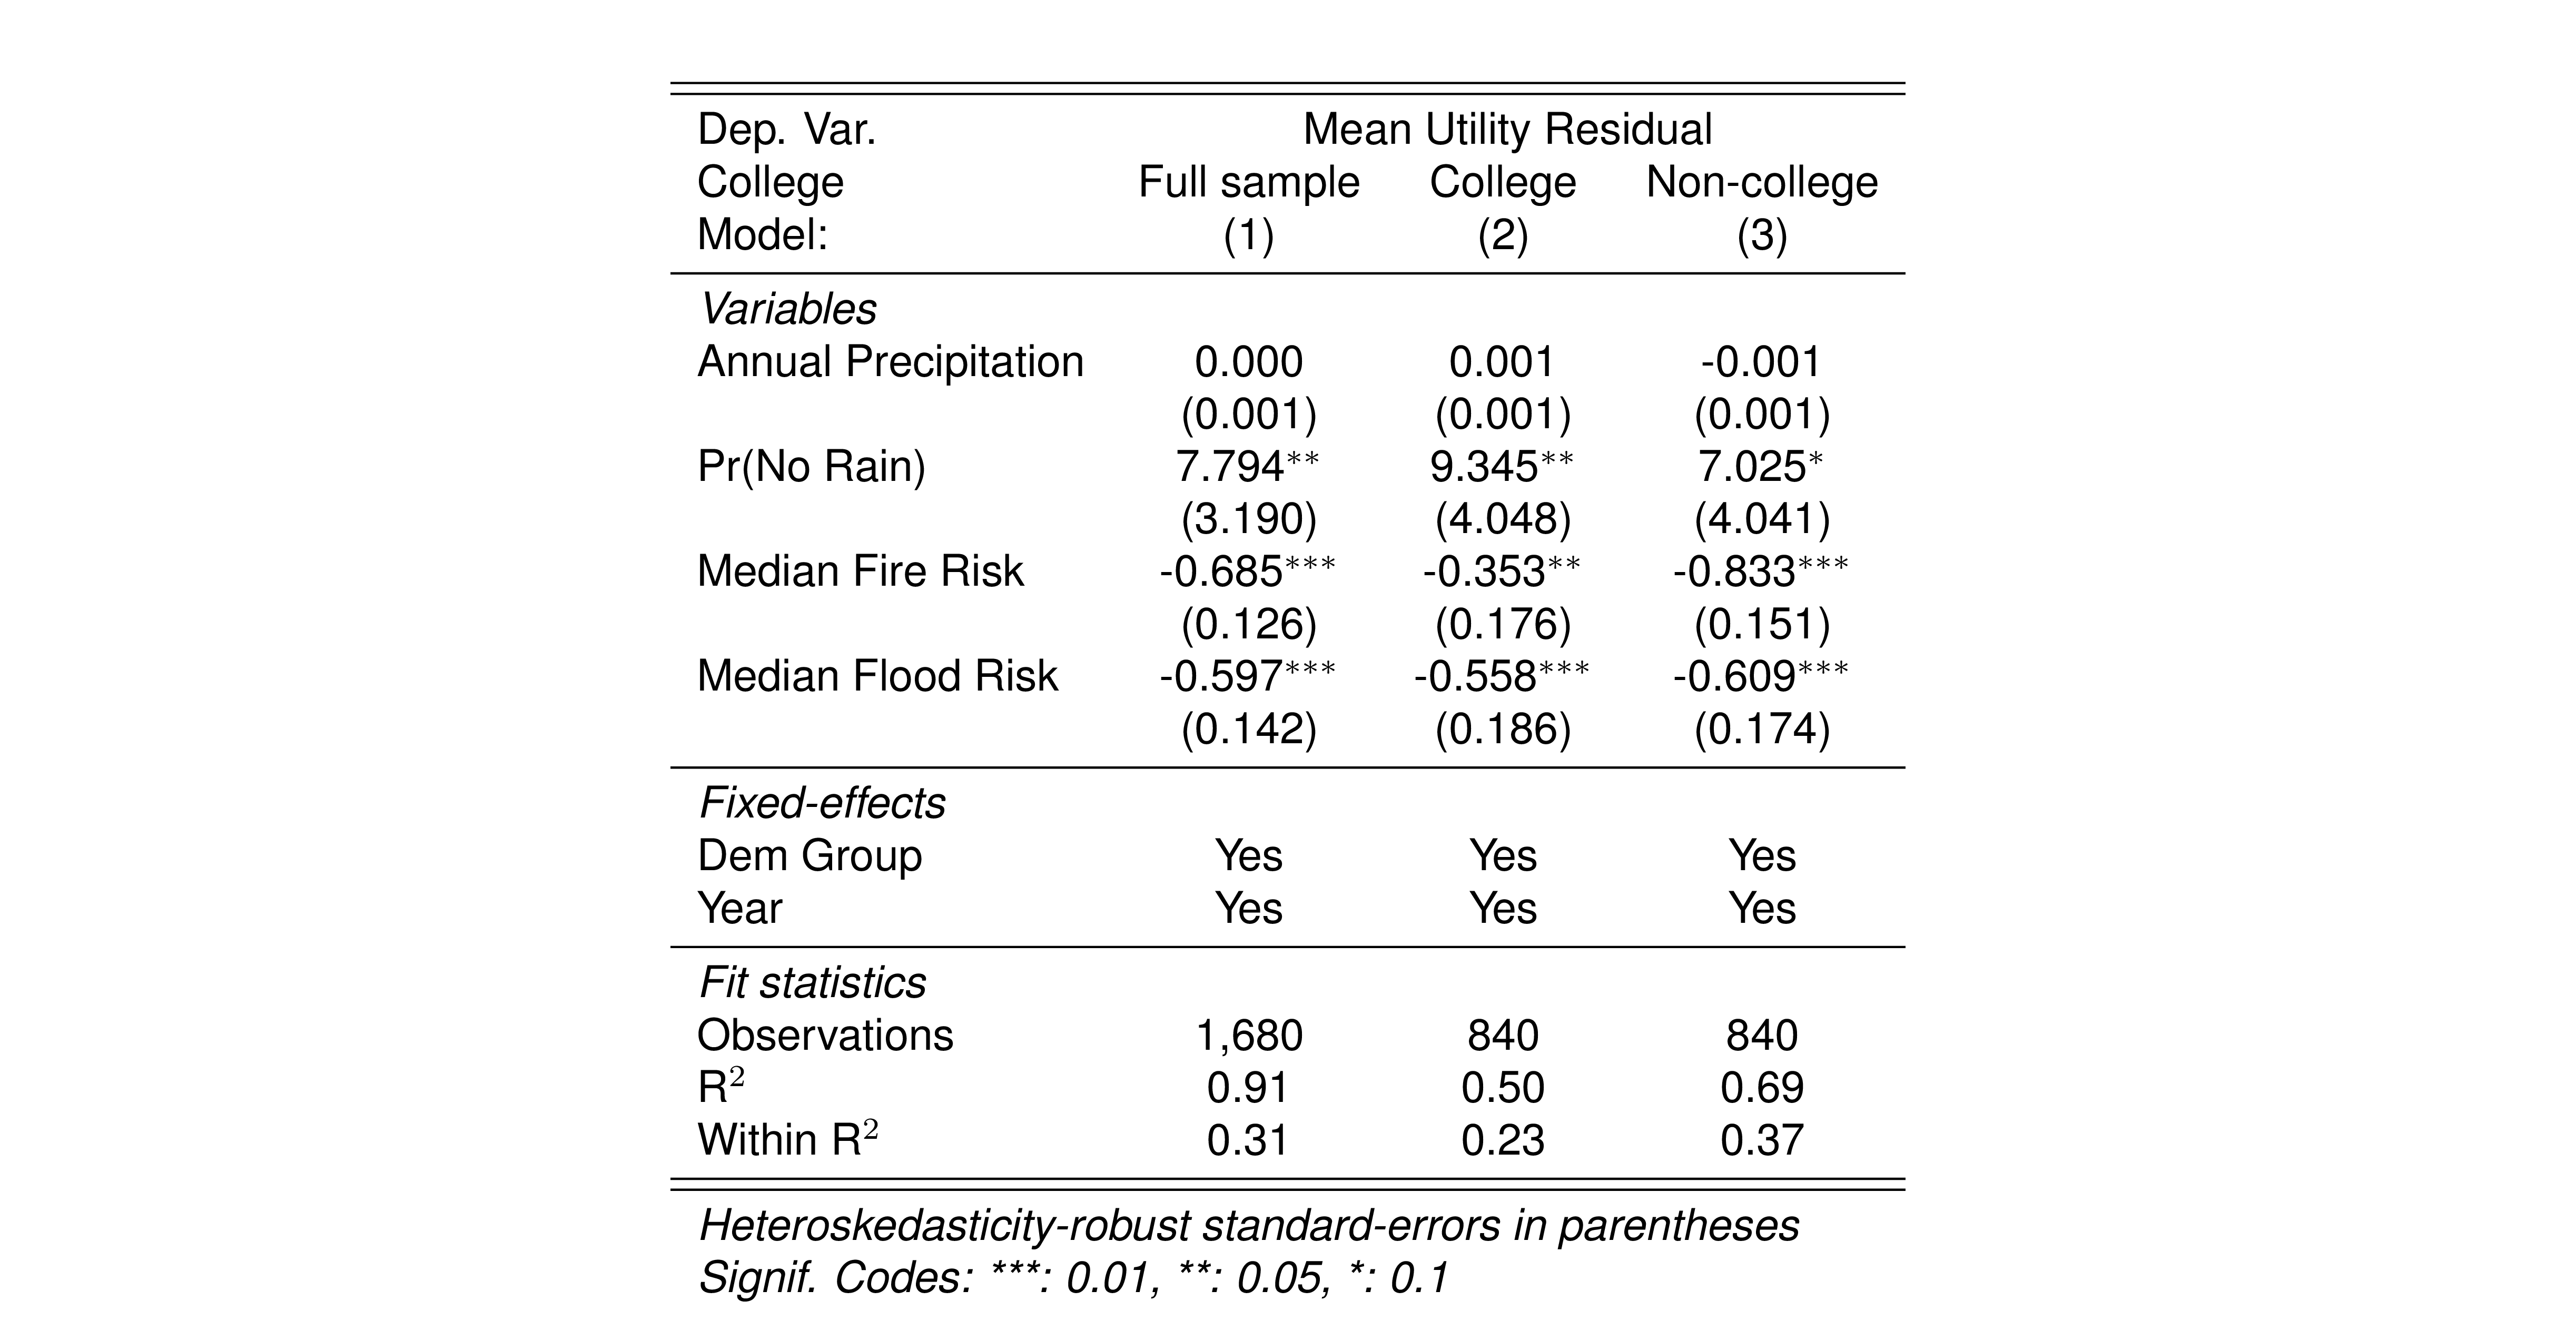 Dep. Var. Mean Utility Residual
College Full sample College Non-college
Model: (1) (2) (3)
Variables
Annual Precipitation 0.000 0.001 -0.001
(0.001) (0.001) (0.001)
Pr(No Rain) 7.794** 9.345** 7.025*
(3.190) (4.048) (4.041)
Median Fire Risk -0.685*** -0.353** -0.833***
(0.126) (0.176) (0.151)
Median Flood Risk -0.597*** -0.558*** -0.609***
(0.142) (0.186) (0.174)
Fixed-effects
Dem Group Yes Yes Yes
Year Yes Yes Yes
Fit statistics
Observations 1,680 840 840
R² 0.91 0.50 0.69
Within R² 0.31 0.23 0.37
Heteroskedasticity-robust standard-errors in parentheses
Signif. Codes: ***: 0.01, **: 0.05, *: 0.1